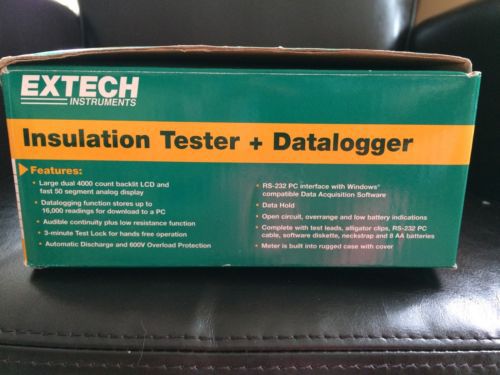 EXTECH
INSTRUMENTS
Insulation Tester + Datalogger
Features:
• Large dual 4000 count backlit LCD and
fast 50 segment analog display
• Datalogging function stores up to
16,000 readings for download to a PC
• Audible continuity plus low resistance function
• 3-minute Test Lock for hands free operation
• Automatic Discharge and 600V Overload Protection
• RS-232 PC interface with Windows®
compatible Data Acquisition Software
• Data Hold
• Open circuit, overrange and low battery indications
• Complete with test leads, alligator clips, RS-232 PC
cable, software diskette, neckstrap and 8 AA batteries
• Meter is built into rugged case with cover